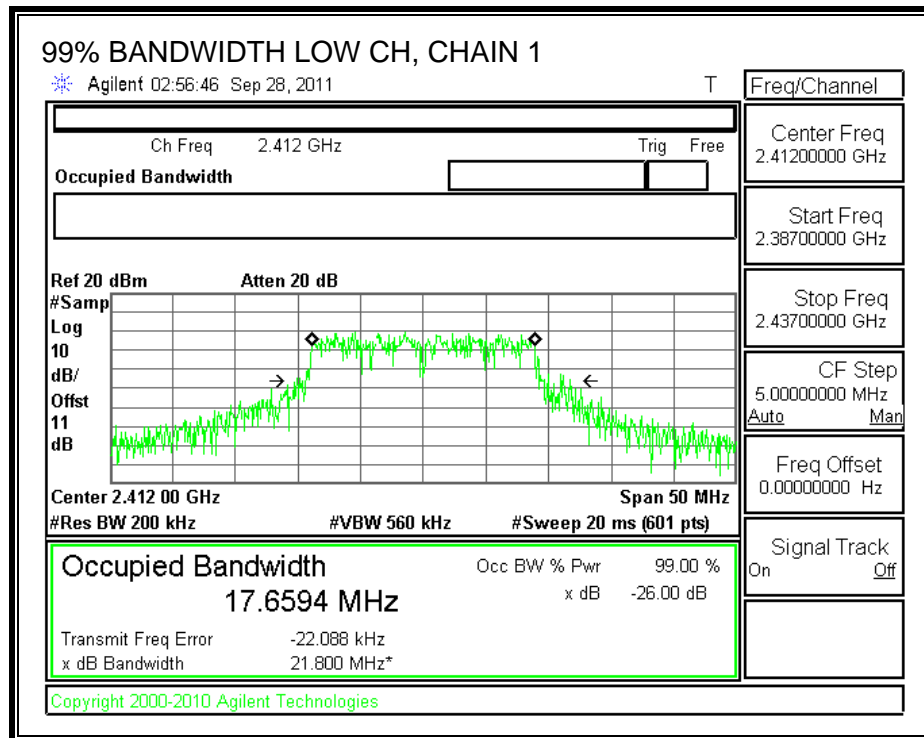 99% BANDWIDTH LOW CH, CHAIN 1
Agilent 02:56:46 Sep 28, 2011 T
Ch Freq 2.412 GHz Trig Free
Occupied Bandwidth
Ref 20 dBm Atten 20 dB
#Samp
Log
10
dB/
Offst
11
dB
Center 2.412 00 GHz Span 50 MHz
#Res BW 200 kHz #VBW 560 kHz #Sweep 20 ms (601 pts)
Occupied Bandwidth Occ BW % Pwr 99.00 %
17.6594 MHz x dB -26.00 dB
Transmit Freq Error -22.088 kHz
x dB Bandwidth 21.800 MHz*
Copyright 2000-2010 Agilent Technologies
Freq/Channel
Center Freq
2.41200000 GHz
Start Freq
2.38700000 GHz
Stop Freq
2.43700000 GHz
CF Step
5.00000000 MHz
Auto Man
Freq Offset
0.00000000 Hz
Signal Track
On Off